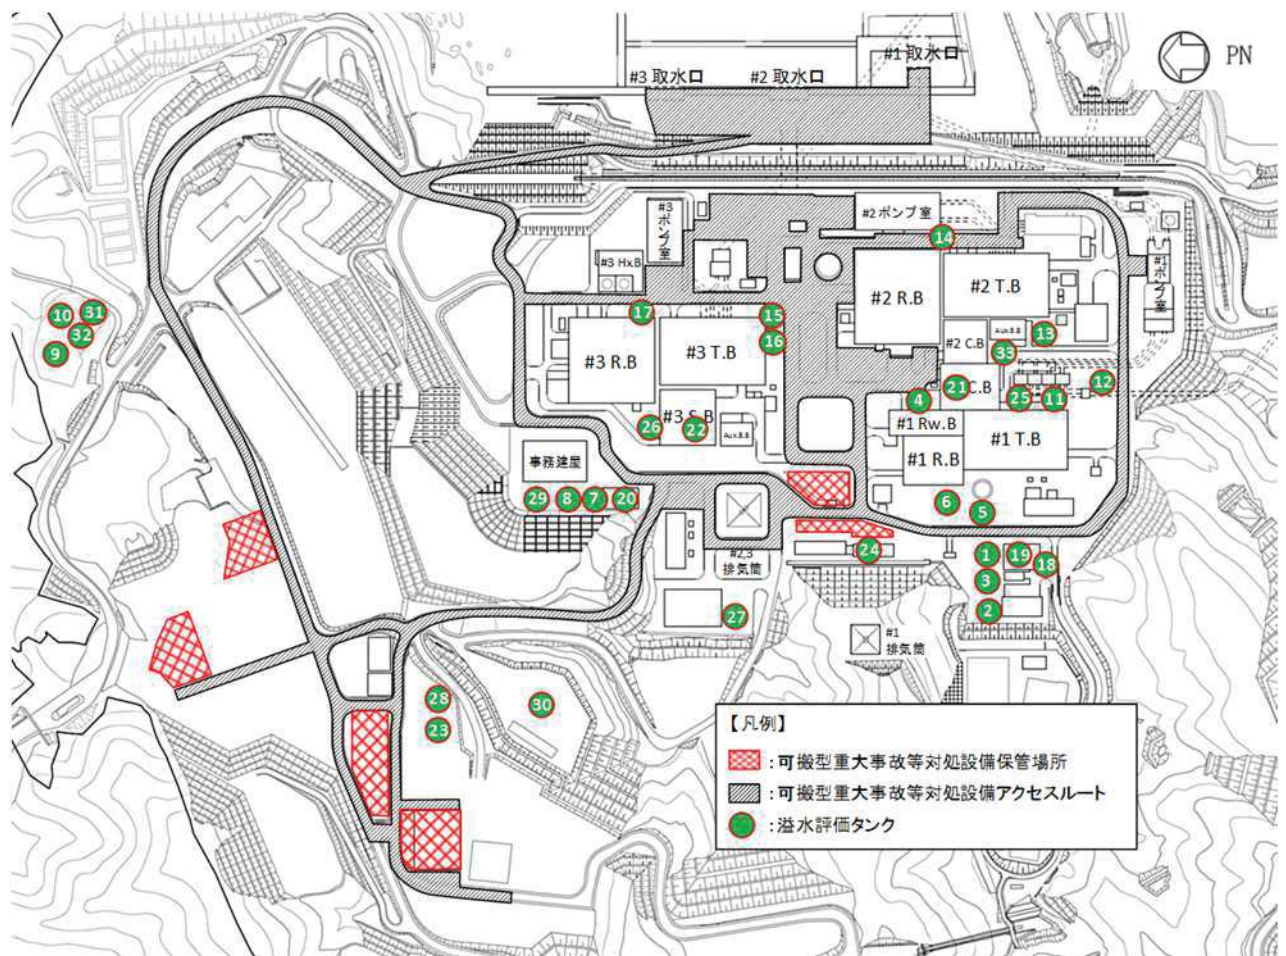 #1 取水口
#3 取水口
#2 取水口
PN
#3 ポンプ室
#2 ポンプ室
14
#3 Hx.B
#1 ポンプ室
#2 R.B
#2 T.B
10
31
32
9
17
15
16
#3 R.B
#3 T.B
#2 C.B
Aux.B.B
13
33
12
21
C.B
25
11
4
26
#3 S.B
22
Aux.B.B
#1 Rw.B
#1 T.B
#1 R.B
事務建屋
29
8
7
20
6
5
#2,3
排気筒
24
1
19
18
3
2
27
#1
排気筒
28
23
30
【凡例】
:可搬型重大事故等対処設備保管場所
:可搬型重大事故等対処設備アクセスルート
:溢水評価タンク